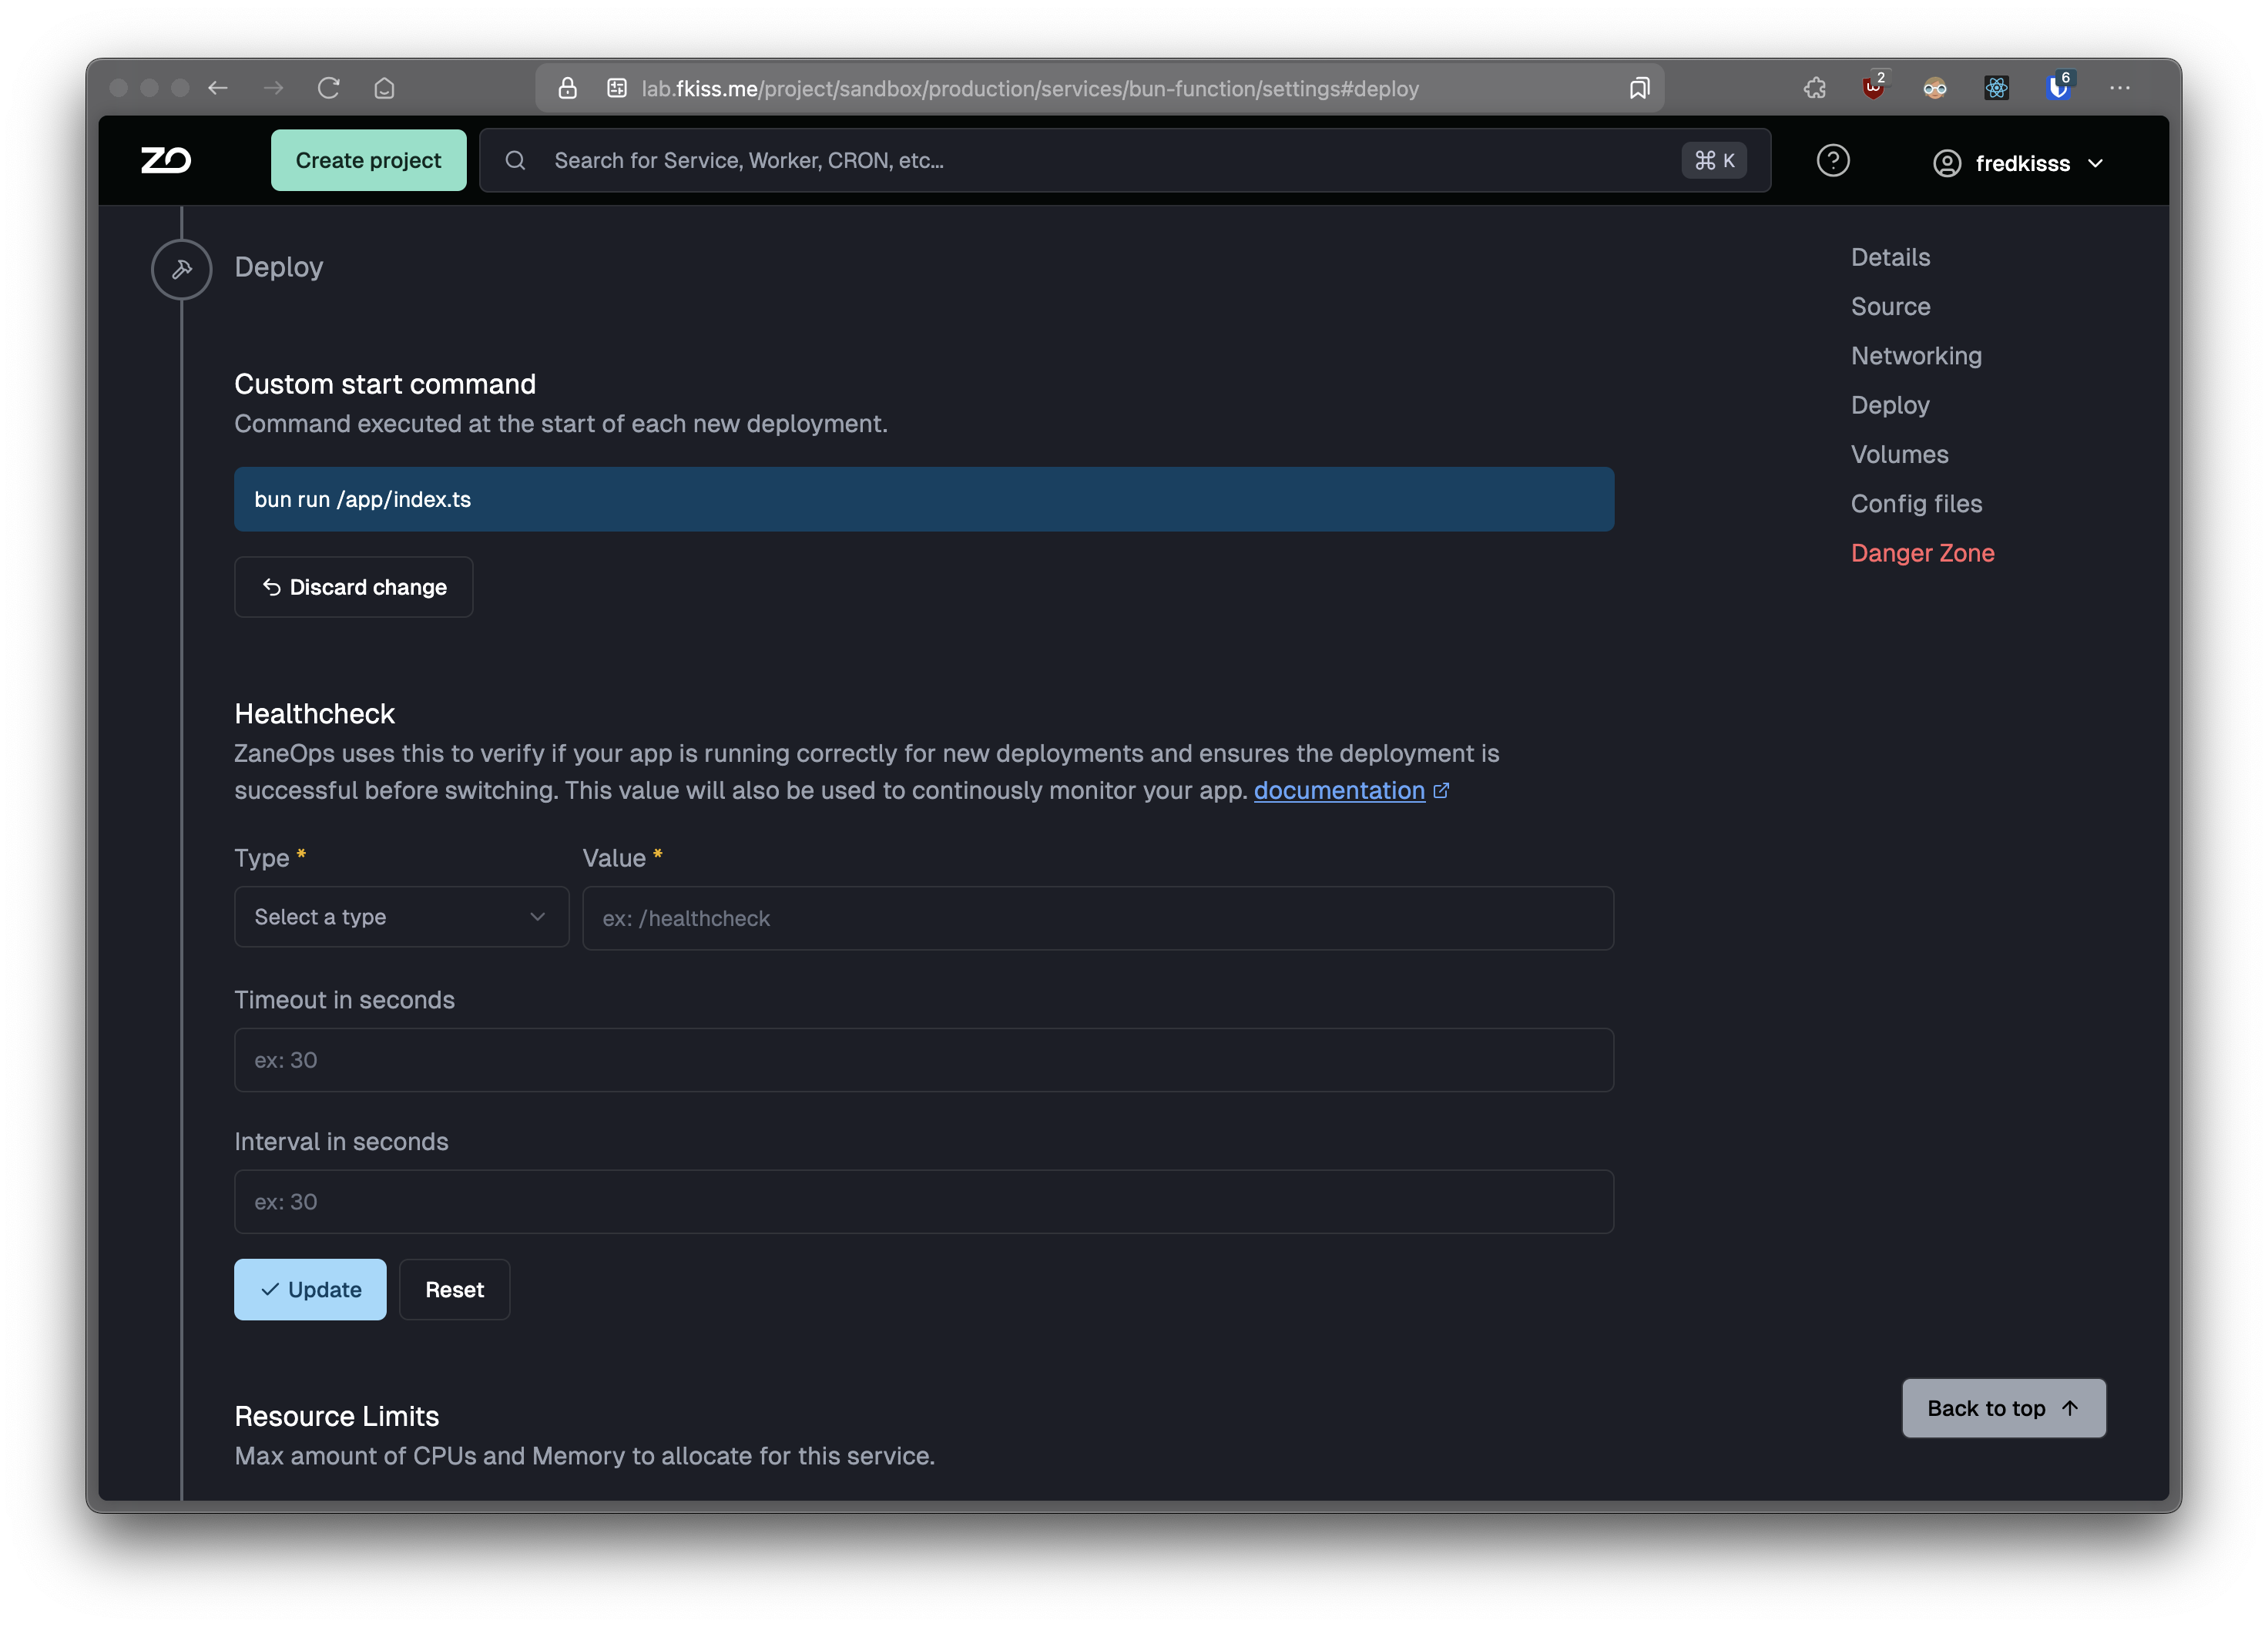 lab.fkiss.me/project/sandbox/production/services/bun-function/settings#deploy
2
6
ZO
Create project
Search for Service, Worker, CRON, etc...
⌘ K
fredkisss
Deploy
Custom start command
Command executed at the start of each new deployment.
bun run /app/index.ts
Discard change
Healthcheck
ZaneOps uses this to verify if your app is running correctly for new deployments and ensures the deployment is
successful before switching. This value will also be used to continously monitor your app. documentation
Type *
Value *
Select a type
ex: /healthcheck
Timeout in seconds
ex: 30
Interval in seconds
ex: 30
Update
Reset
Resource Limits
Max amount of CPUs and Memory to allocate for this service.
Details
Source
Networking
Deploy
Volumes
Config files
Danger Zone
Back to top